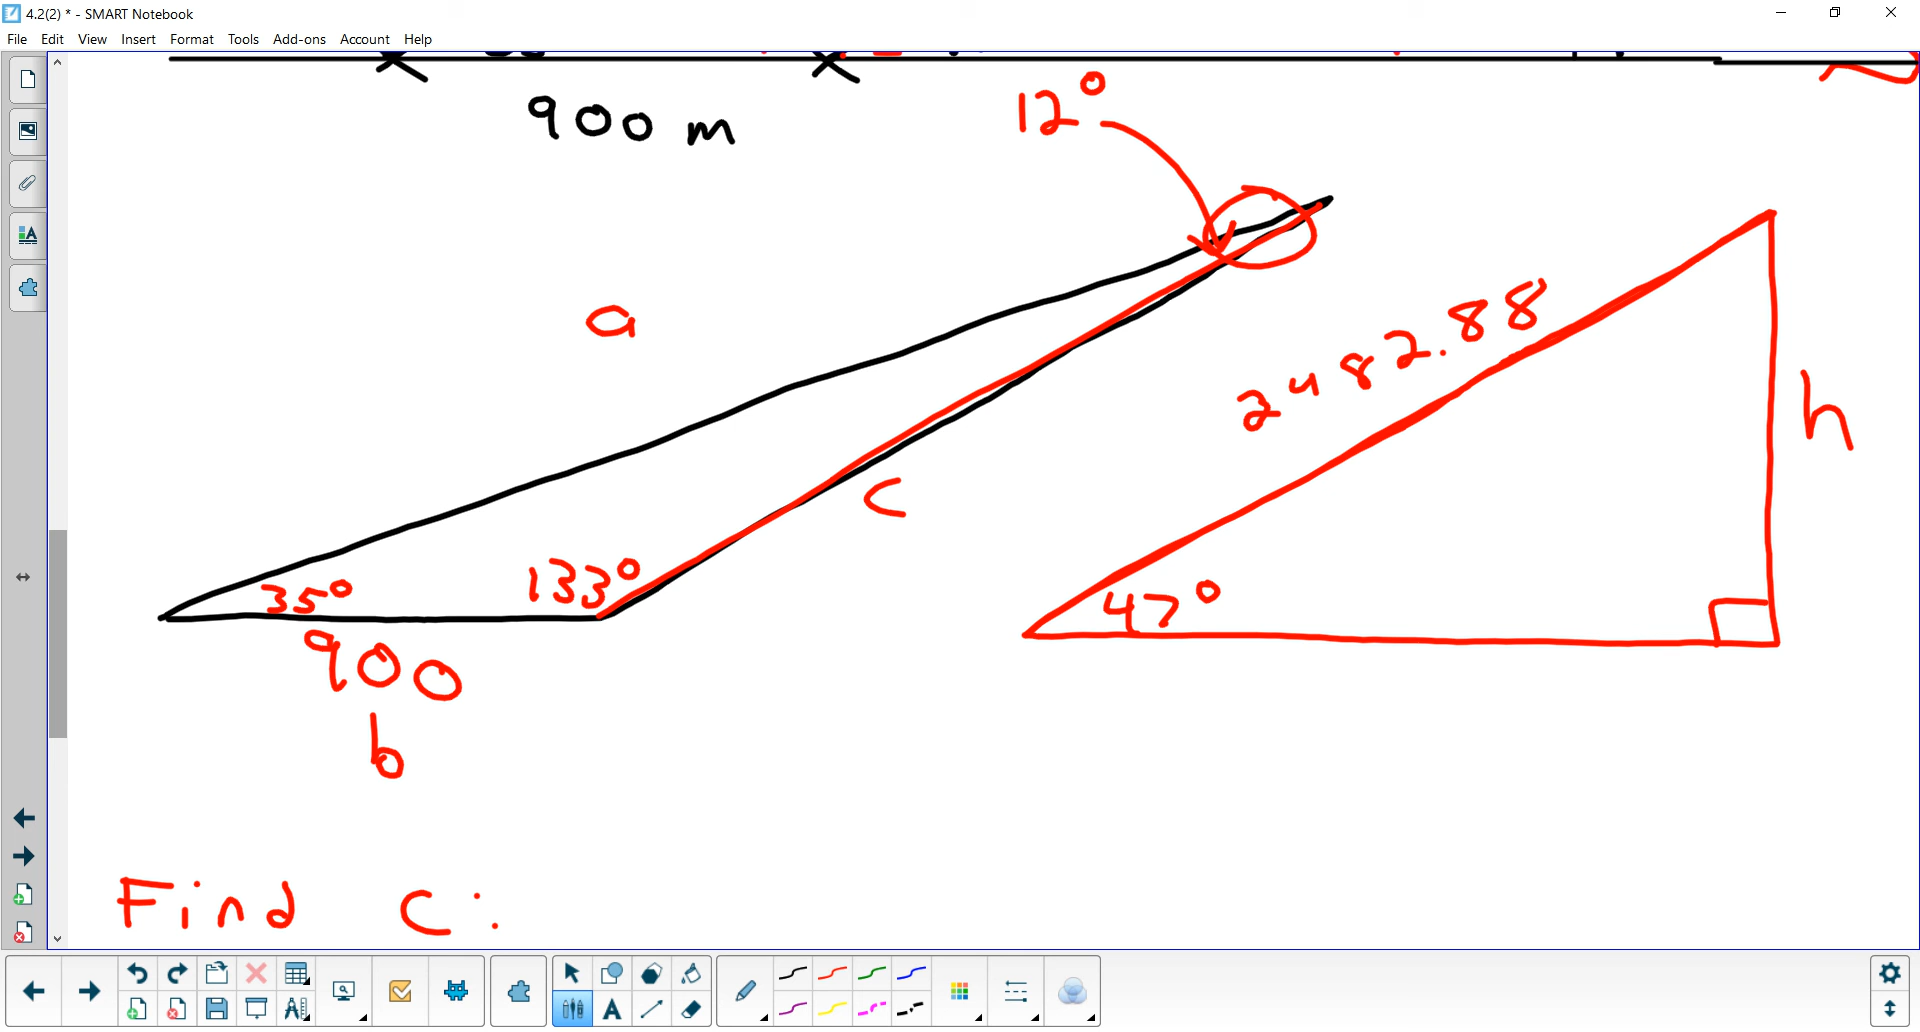 4.2(2) * - SMART Notebook
File Edit View Insert Format Tools Add-ons Account Help
900 m
12°
a
2482.88
h
c
35°
133°
47°
900
b
Find c: